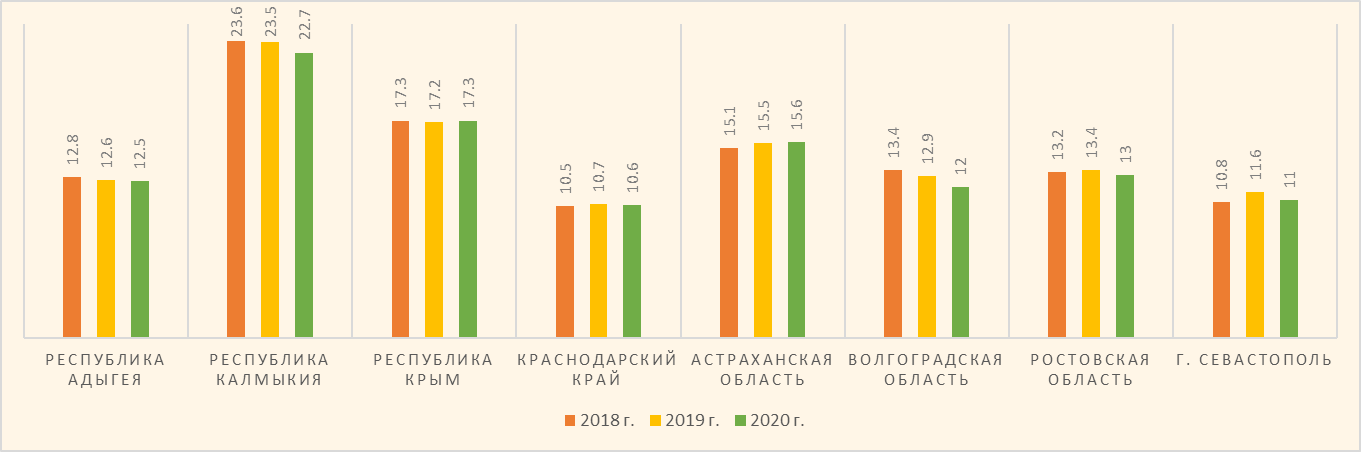 12.8 12.6 12.5
23.6 23.5 22.7
17.3 17.2 17.3
10.5 10.7 10.6
15.1 15.5 15.6
13.4 12.9 12
13.2 13.4 13
10.8 11.6 11
РЕСПУБЛИКА
АДЫГЕЯ
РЕСПУБЛИКА
КАЛМЫКИЯ
РЕСПУБЛИКА
КРЫМ
КРАСНОДАРСКИЙ
КРАЙ
АСТРАХАНСКАЯ
ОБЛАСТЬ
ВОЛГОГРАДСКАЯ
ОБЛАСТЬ
РОСТОВСКАЯ
ОБЛАСТЬ
Г. СЕВАСТОПОЛЬ
2018 г. 2019 г. 2020 г.